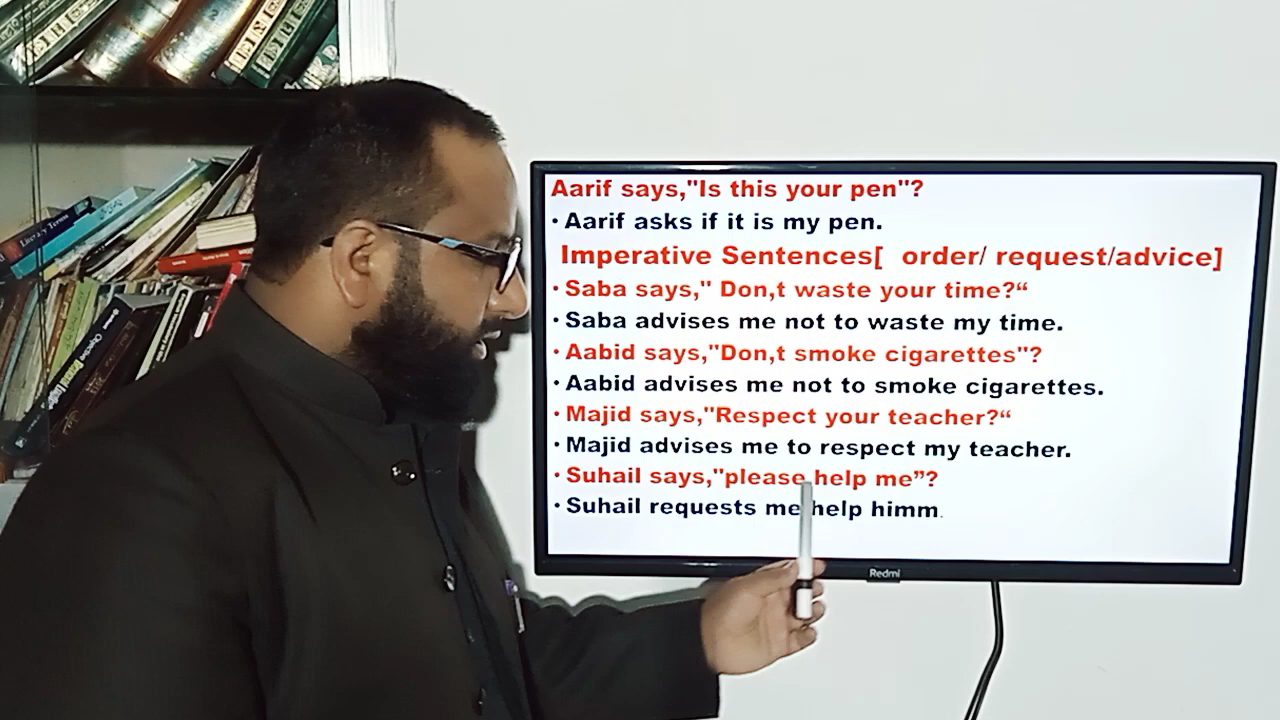 Aarif says,"Is this your pen"?
• Aarif asks if it is my pen.
Imperative Sentences[ order/ request/advice]
• Saba says," Don,t waste your time?“
• Saba advises me not to waste my time.
• Aabid says,"Don,t smoke cigarettes"?
• Aabid advises me not to smoke cigarettes.
• Majid says,"Respect your teacher?“
• Majid advises me to respect my teacher.
• Suhail says,"please help me”?
• Suhail requests me help himm.
Redmi
Literary Terms